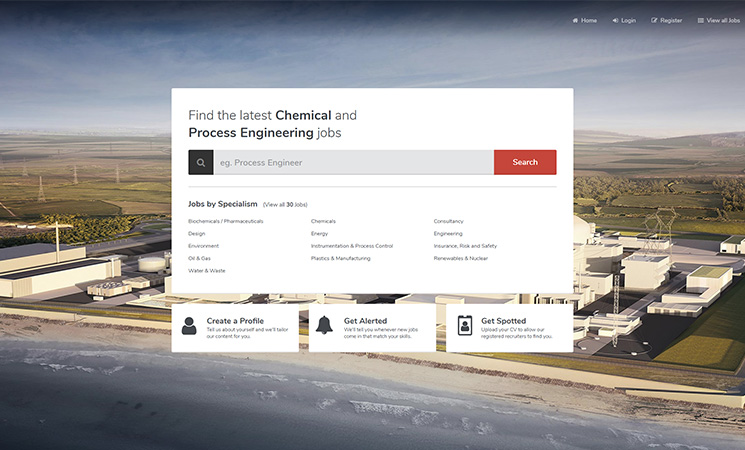 Home Login Register View all Jobs
Find the latest Chemical and
Process Engineering jobs
eg. Process Engineer Search
Jobs by Specialism (View all 30 Jobs)
Biochemicals / Pharmaceuticals Chemicals Consultancy
Design Energy Engineering
Environment Instrumentation & Process Control Insurance, Risk and Safety
Oil & Gas Plastics & Manufacturing Renewables & Nuclear
Water & Waste
Create a Profile
Tell us about yourself and we'll tailor
our content for you.
Get Alerted
We'll tell you whenever new jobs
come in that match your skills.
Get Spotted
Upload your CV to allow our
registered recruiters to find you.